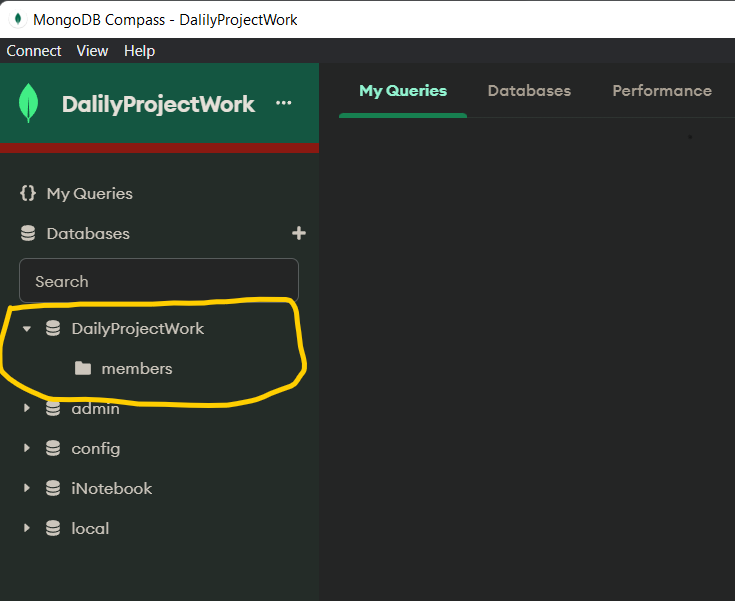 MongoDB Compass - DalilyProjectWork
Connect View Help
DalilyProjectWork ...
My Queries Databases Performance
{} My Queries
Databases +
Search
DailyProjectWork
members
admin
config
iNotebook
local